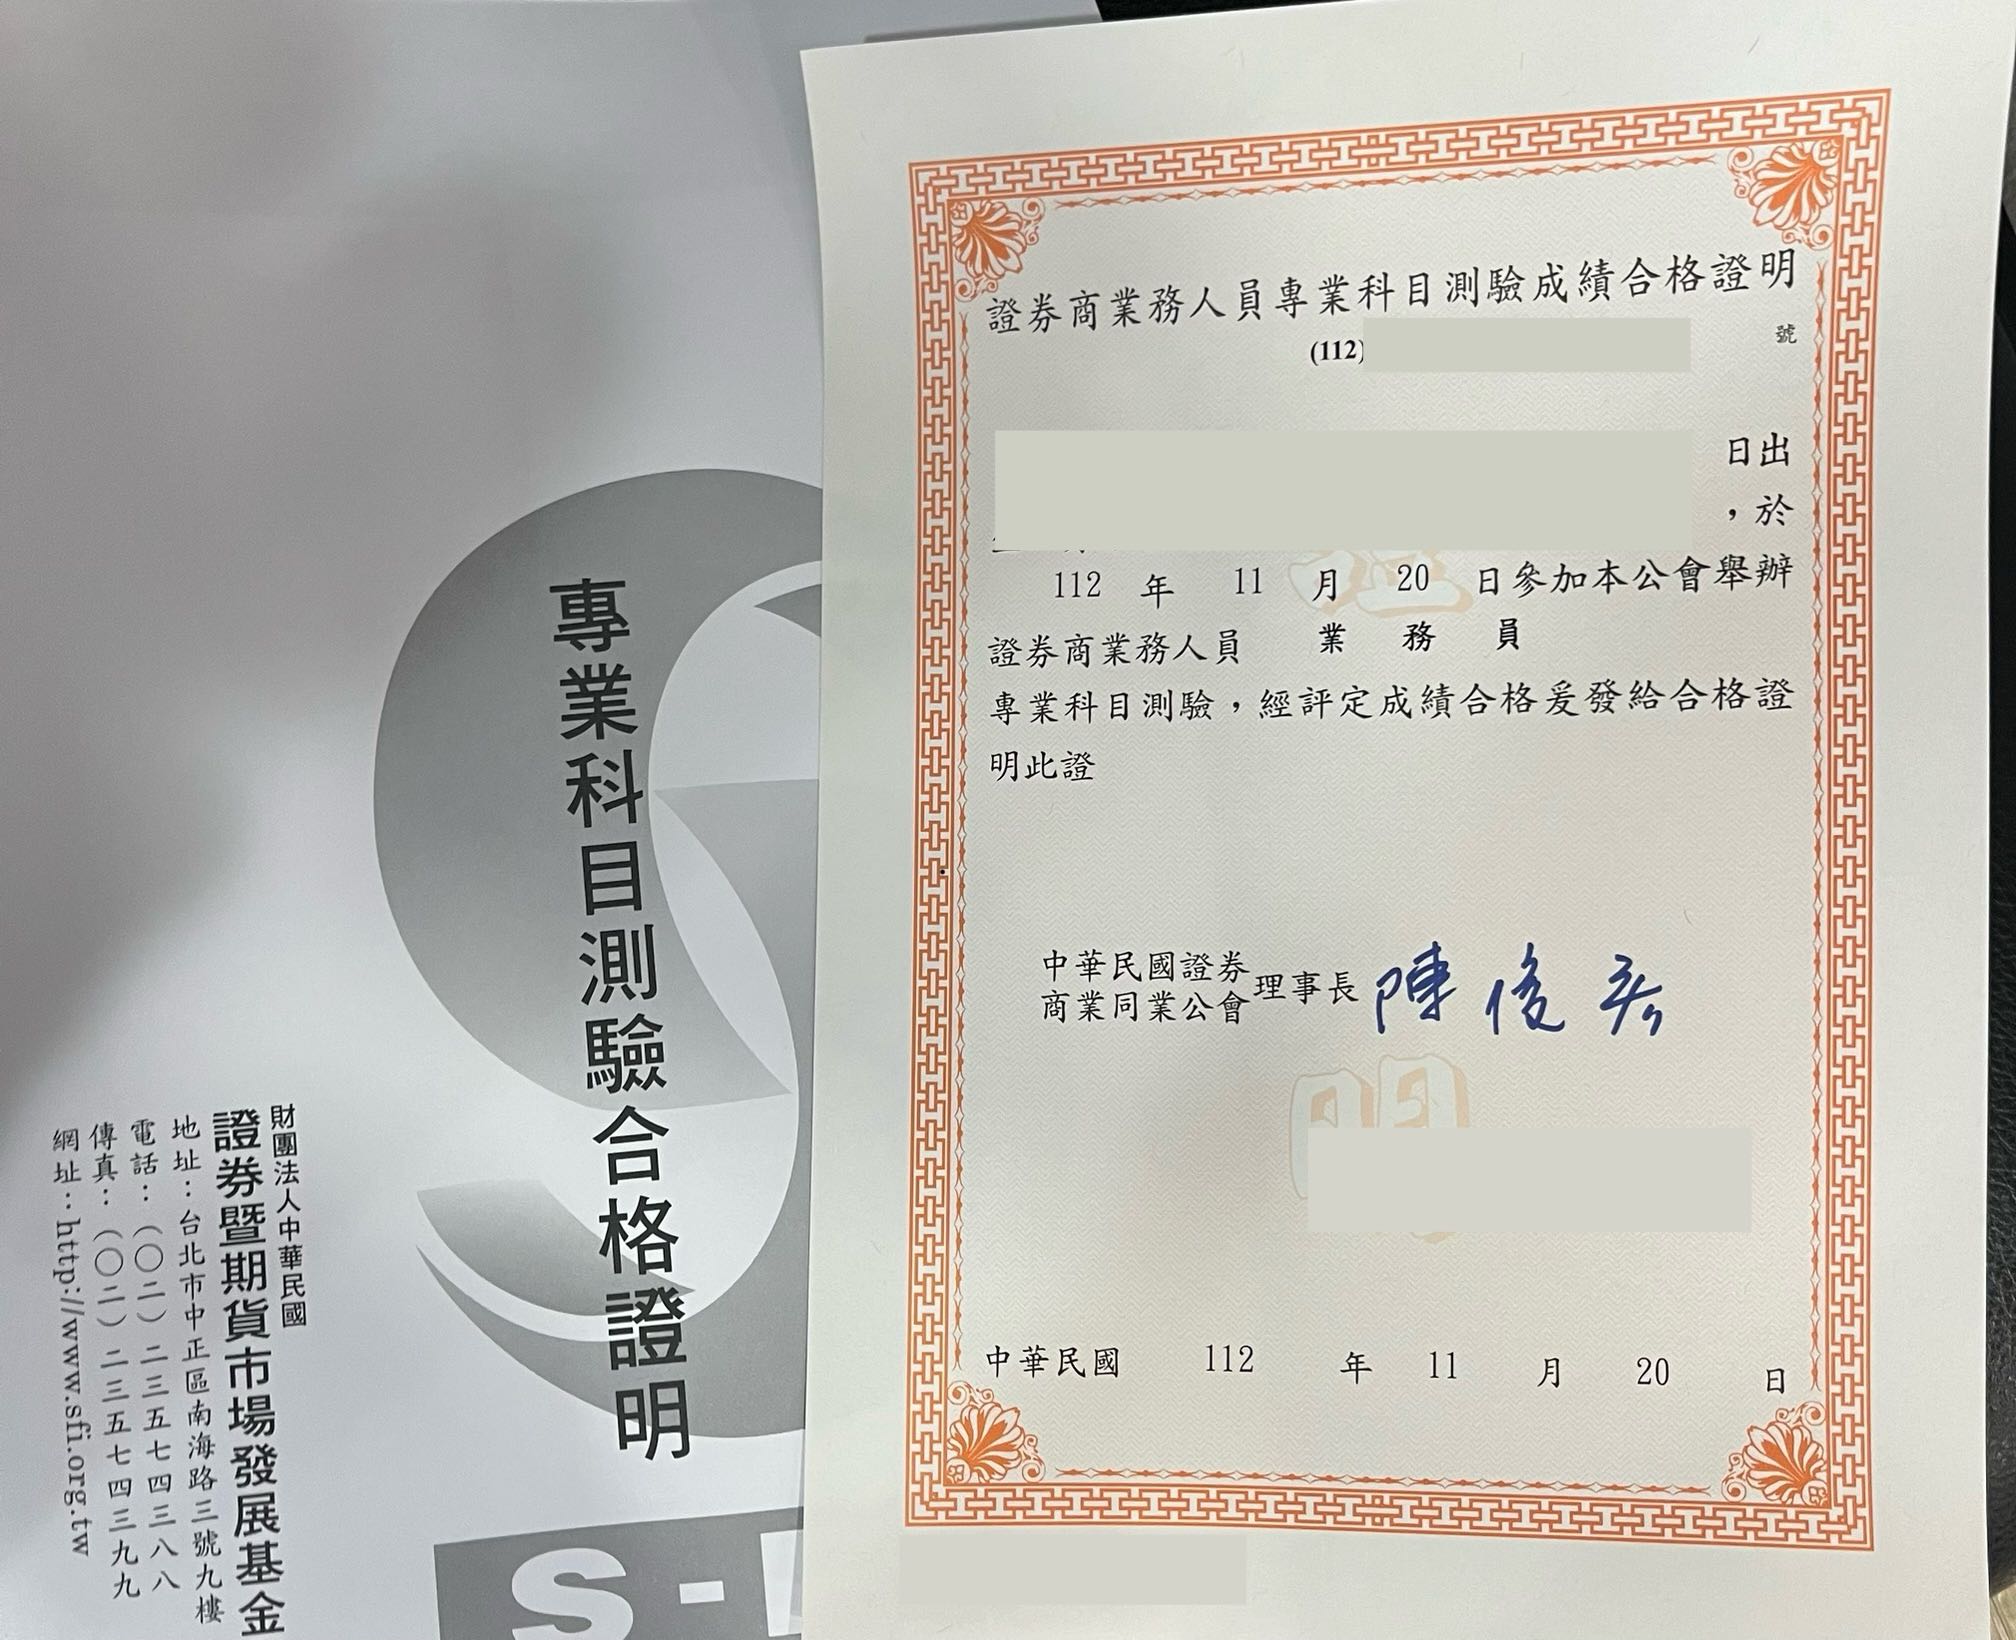 證券商業務人員專業科目測驗成績合格證明
(112)
號
日出
，於
112 年 11 月 20 日參加本公會舉辦
證券商業務人員 業務員
專業科目測驗，經評定成績合格爰發給合格證
明此證
中華民國證券
商業同業公會
理事長 陳俊宏
中華民國 112 年 11 月 20 日
專業科目測驗合格證明
財團法人中華民國
證券暨期貨市場發展基金
地址：台北市中正區南海路三號九樓
電話：（〇二）二三五七四三八八
傳真：（〇二）二三五七四三九九
網址：http://www.sfi.org.tw